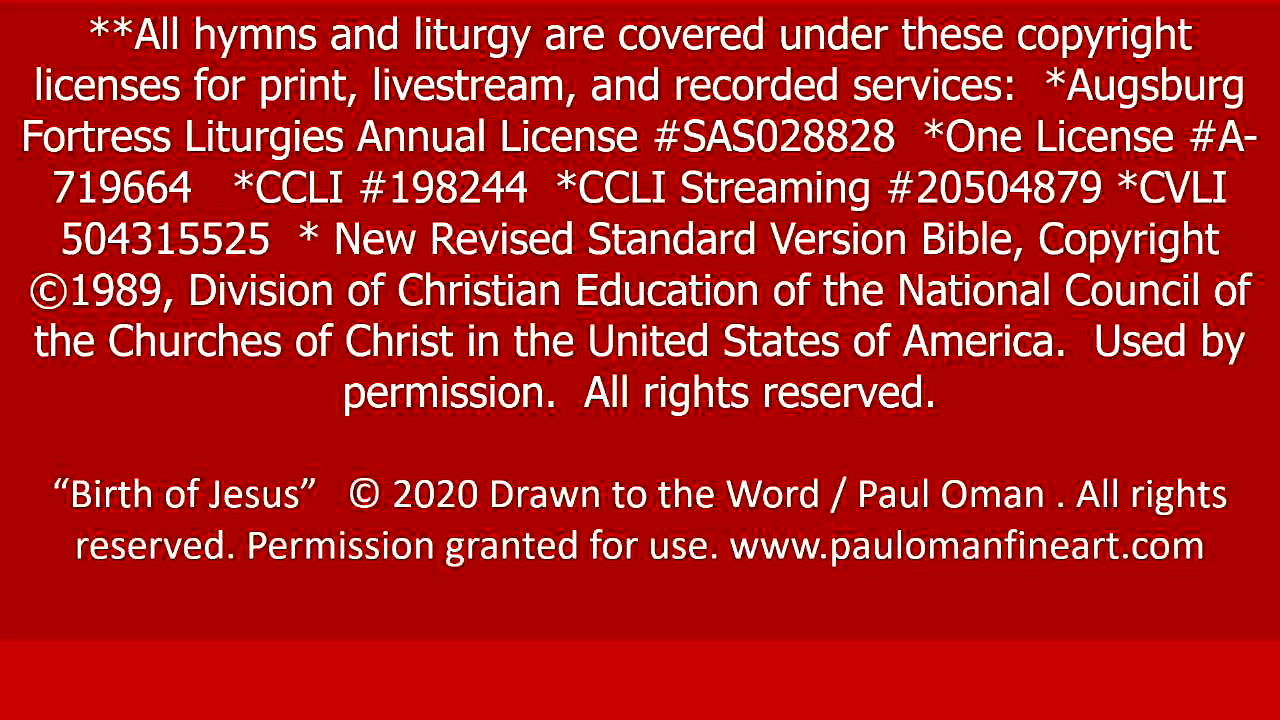 **All hymns and liturgy are covered under these copyright
licenses for print, livestream, and recorded services:  *Augsburg
Fortress Liturgies Annual License #SAS028828  *One License #A-
719664   *CCLI #198244  *CCLI Streaming #20504879 *CVLI
504315525  * New Revised Standard Version Bible, Copyright
©1989, Division of Christian Education of the National Council of
the Churches of Christ in the United States of America.  Used by
permission.  All rights reserved.
“Birth of Jesus”   © 2020 Drawn to the Word / Paul Oman . All rights
reserved. Permission granted for use. www.paulomanfineart.com